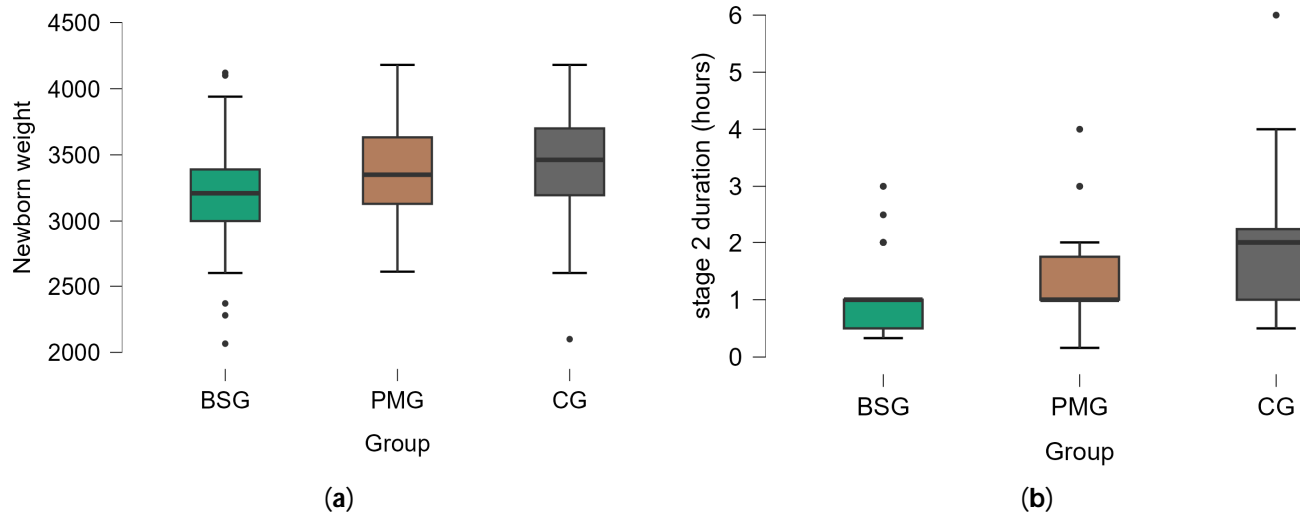 Newborn weight
4500
4000
3500
3000
2500
2000
BSG PMG CG
Group
(a)
stage 2 duration (hours)
6
5
4
3
2
1
0
BSG PMG CG
Group
(b)